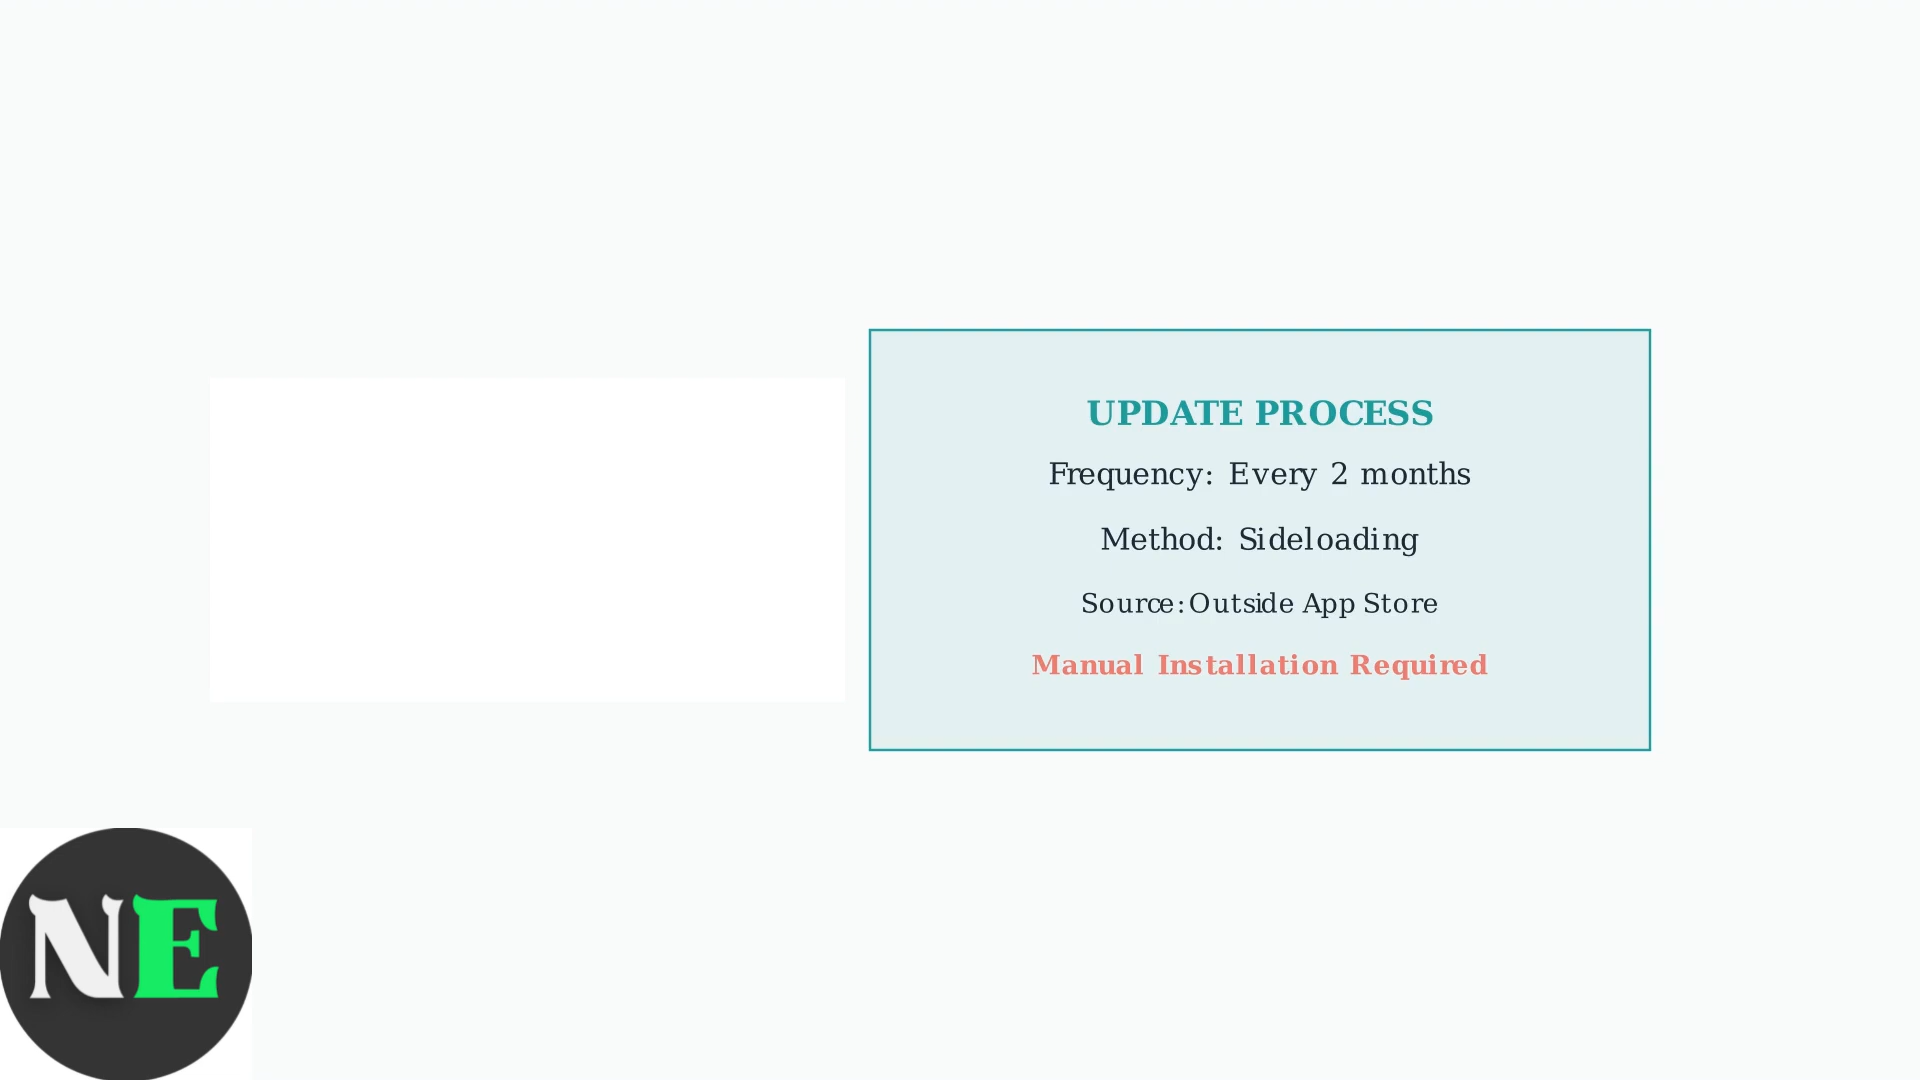 UPDATE PROCESS
Frequency: Every 2 months
Method: Sideloading
Source: Outside App Store
Manual Installation Required
NE